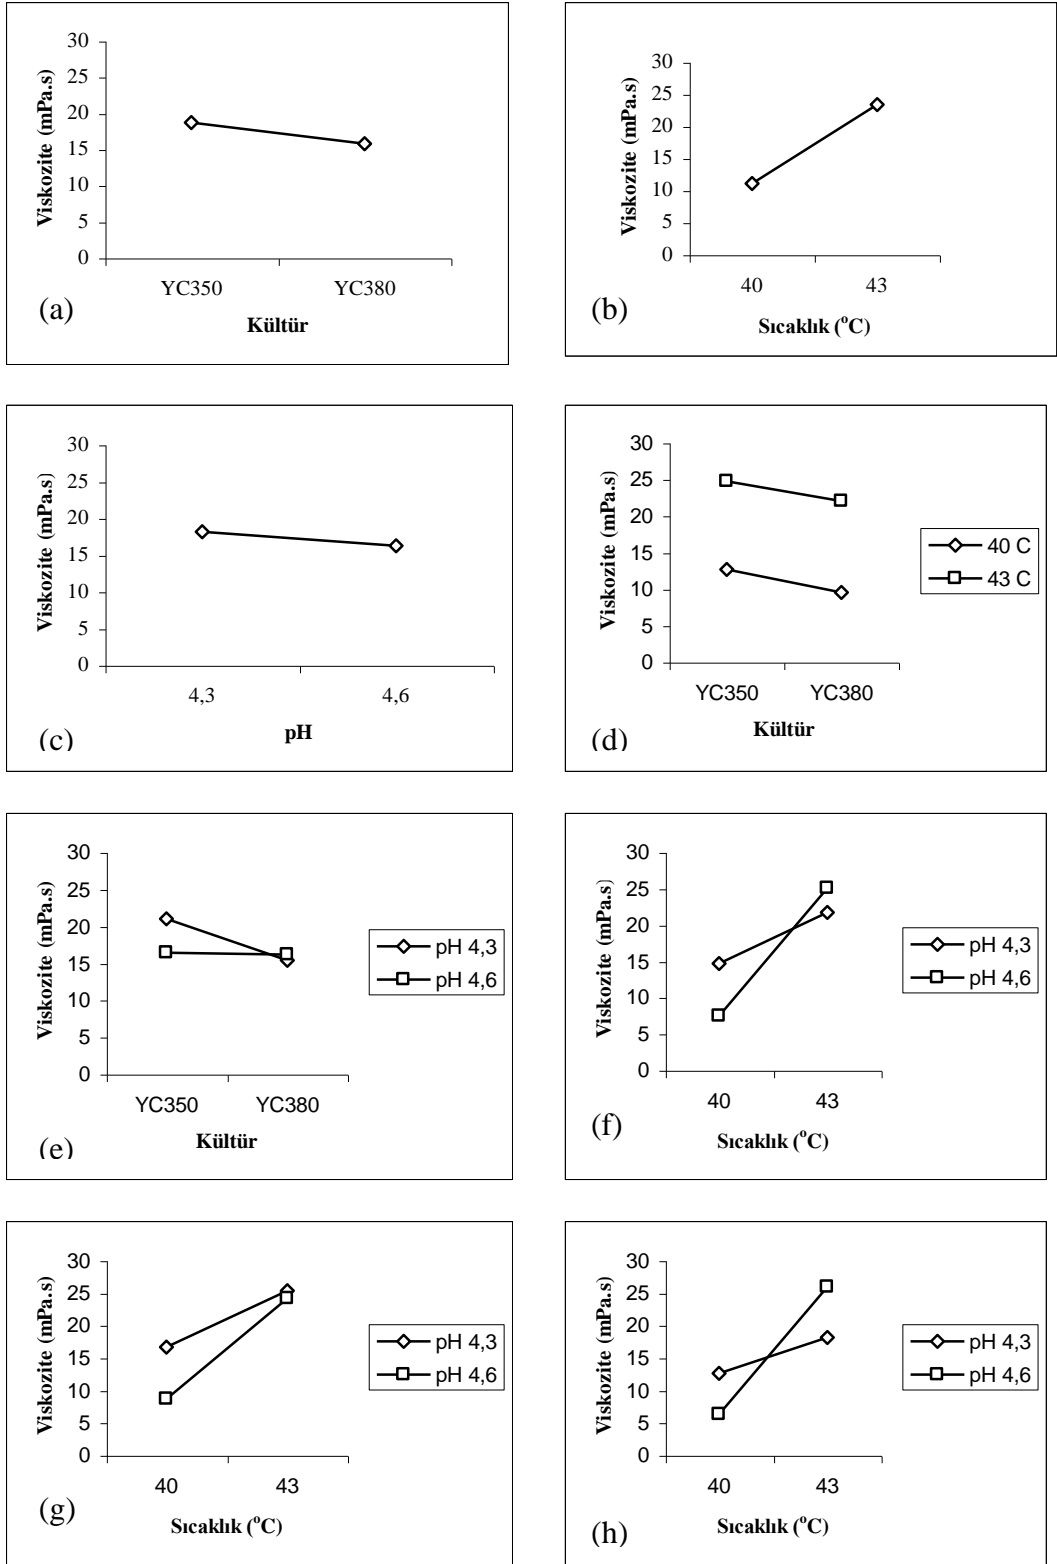 Viskozite (mPa.s)
30
25
20
15
10
5
0
YC350 YC380
Kültür
(a)
Viskozite (mPa.s)
30
25
20
15
10
5
0
40 43
Sıcaklık (°C)
(b)
Viskozite (mPa.s)
30
25
20
15
10
5
0
4,3 4,6
pH
(c)
Viskozite (mPa.s)
30
25
20
15
10
5
0
YC350 YC380
Kültür
40 C
43 C
(d)
Viskozite (mPa.s)
30
25
20
15
10
5
0
YC350 YC380
Kültür
pH 4,3
pH 4,6
(e)
Viskozite (mPa.s)
30
25
20
15
10
5
0
40 43
Sıcaklık (°C)
pH 4,3
pH 4,6
(f)
Viskozite (mPa.s)
30
25
20
15
10
5
0
40 43
Sıcaklık (°C)
pH 4,3
pH 4,6
(g)
Viskozite (mPa.s)
30
25
20
15
10
5
0
40 43
Sıcaklık (°C)
pH 4,3
pH 4,6
(h)